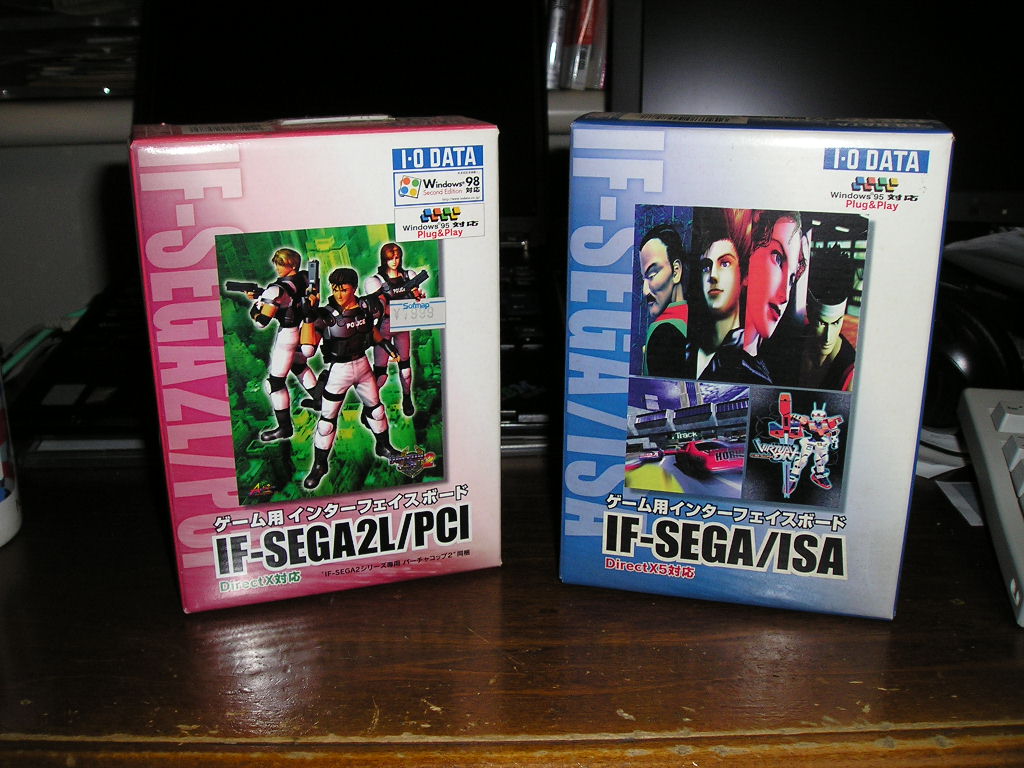 IF-SEGA2L/PCI
I·O DATA
Windows 98
Second Edition 対応
Windows 95 対応
Plug&Play
Sofmap
POLICE
ゲーム用 インターフェイス ボード
IF-SEGA2L/PCI
DirectX対応
"IF-SEGA2シリーズ専用 バーチャコップ2"同梱
IF-SEGA/ISA
I·O DATA
Windows 95 対応
Plug&Play
Track
VIRTUAL ON
ゲーム用インターフェイスボード
IF-SEGA/ISA
DirectX5対応